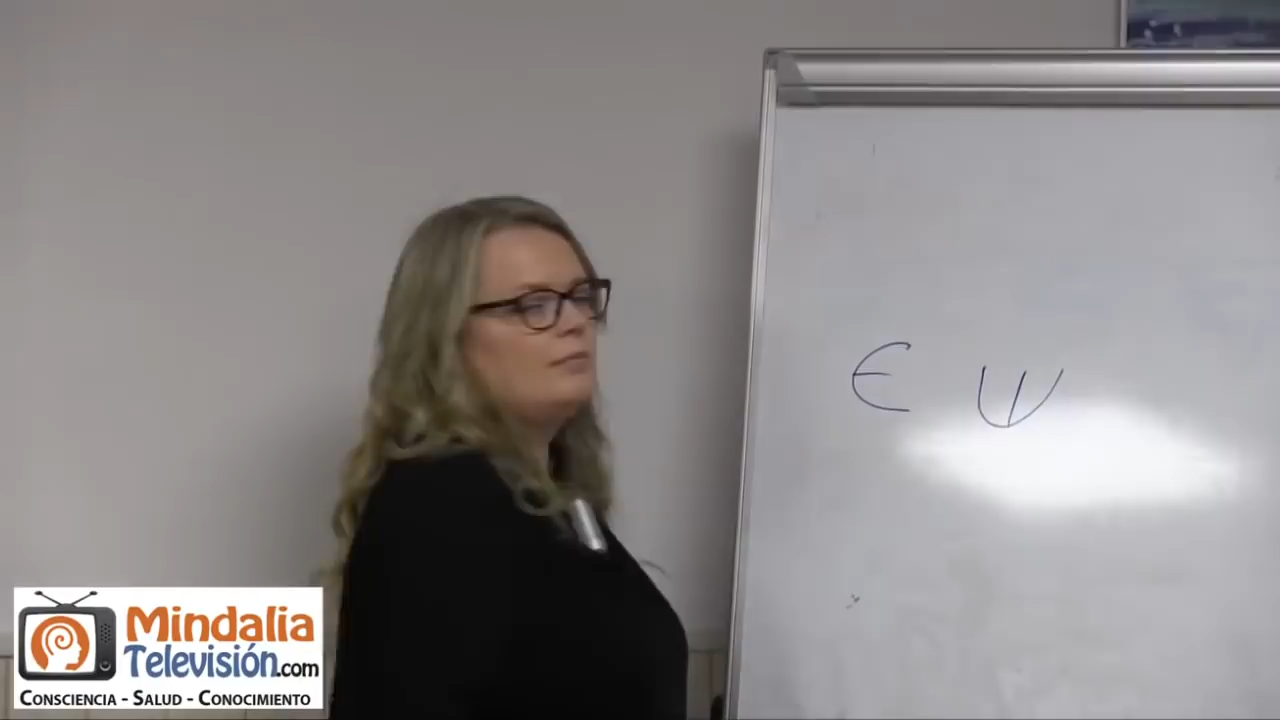 Є Ш
Mindalia
Televisión.com
Consciencia - Salud - Conocimiento